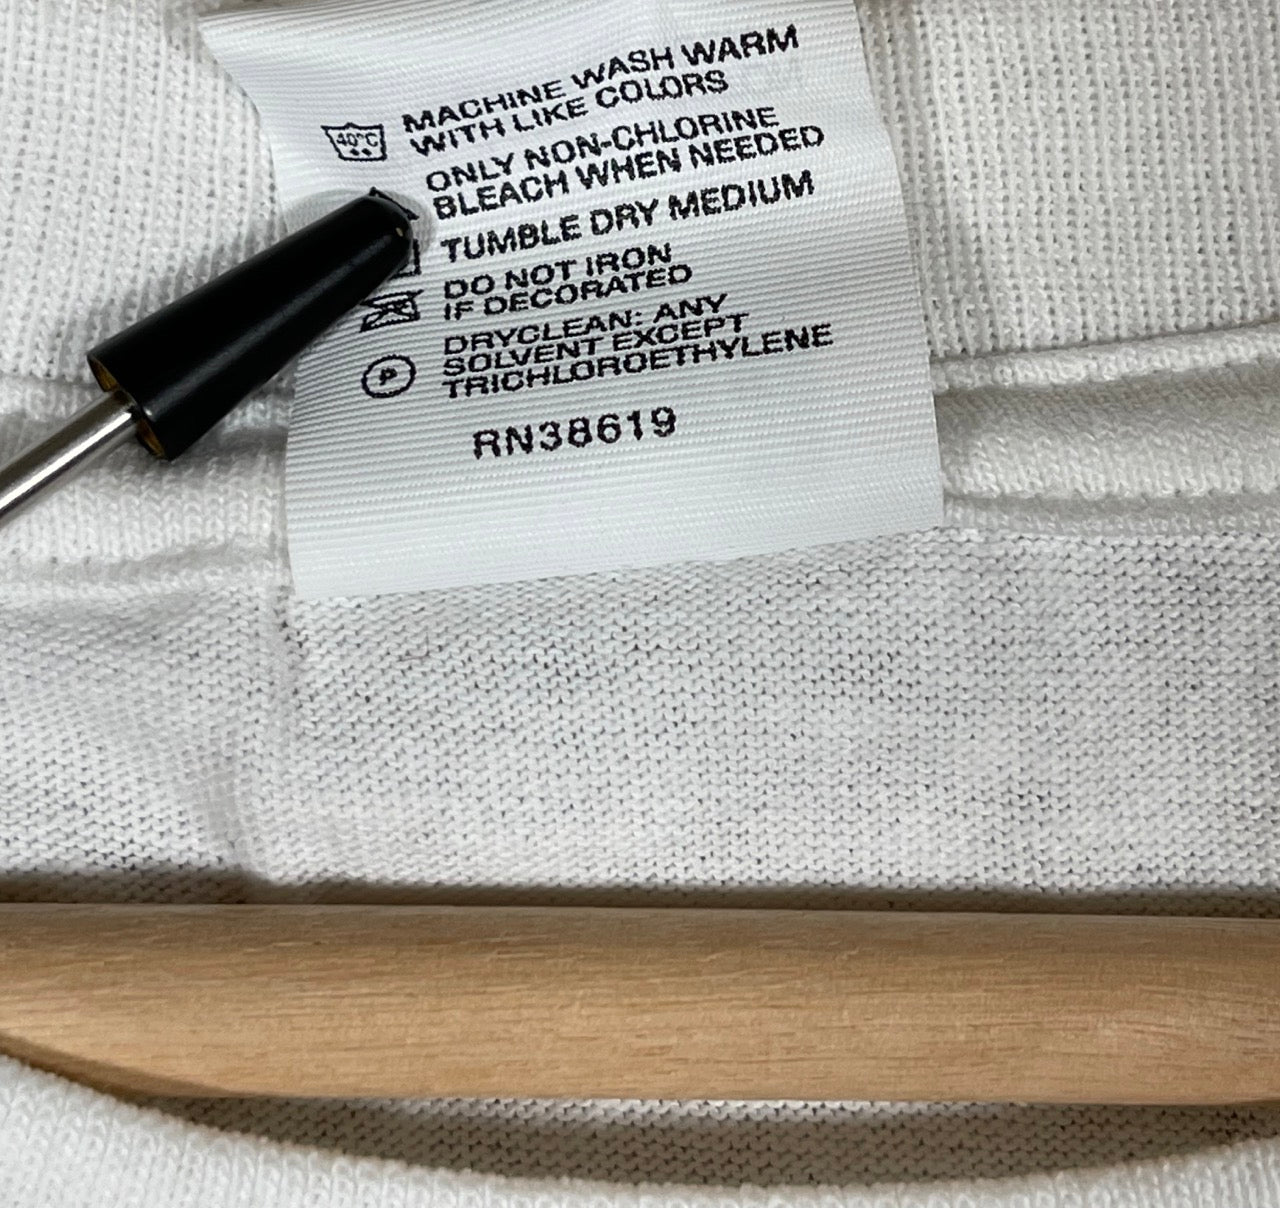 MACHINE WASH WARM
40°C
WITH LIKE COLORS
ONLY NON-CHLORINE
BLEACH WHEN NEEDED
TUMBLE DRY MEDIUM
DO NOT IRON
IF DECORATED
DRYCLEAN: ANY
SOLVENT EXCEPT
P
TRICHLOROETHYLENE
RN38619